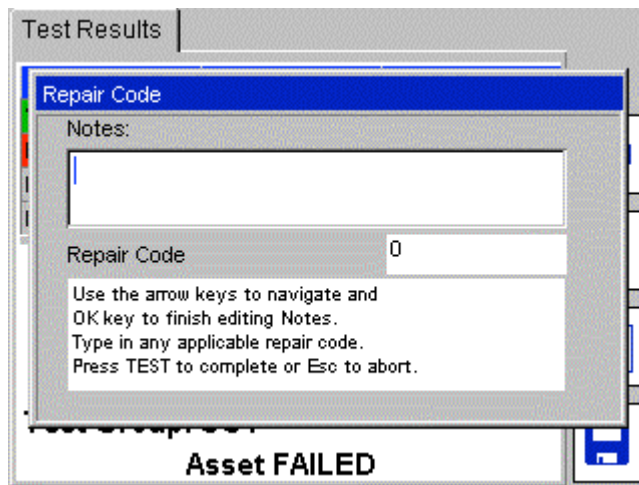 Test Results
Repair Code
Notes:
Repair Code
0
Use the arrow keys to navigate and
OK key to finish editing Notes.
Type in any applicable repair code.
Press TEST to complete or Esc to abort.
Asset FAILED